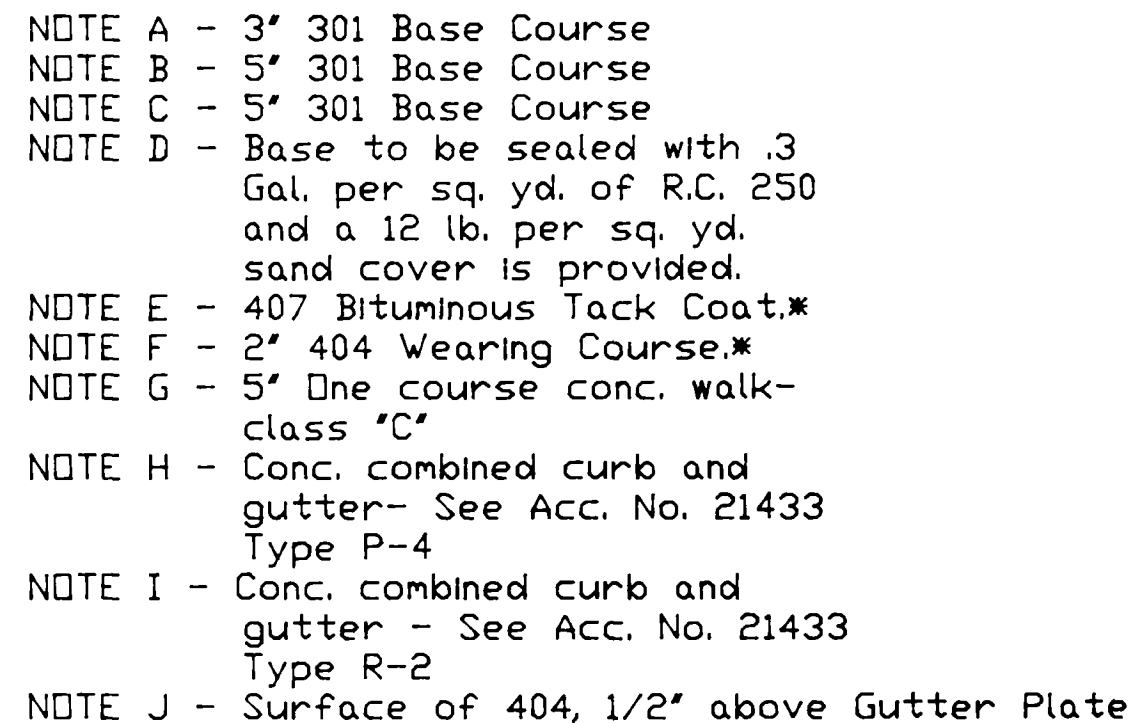 NOTE A - 3" 301 Base Course
NOTE B - 5" 301 Base Course
NOTE C - 5" 301 Base Course
NOTE D - Base to be sealed with .3
Gal. per sq. yd. of R.C. 250
and a 12 lb. per sq. yd.
sand cover is provided.
NOTE E - 407 Bituminous Tack Coat.*
NOTE F - 2" 404 Wearing Course.*
NOTE G - 5" One course conc. walk-
class "C"
NOTE H - Conc. combined curb and
gutter- See Acc. No. 21433
Type P-4
NOTE I - Conc. combined curb and
gutter - See Acc. No. 21433
Type R-2
NOTE J - Surface of 404, 1/2" above Gutter Plate